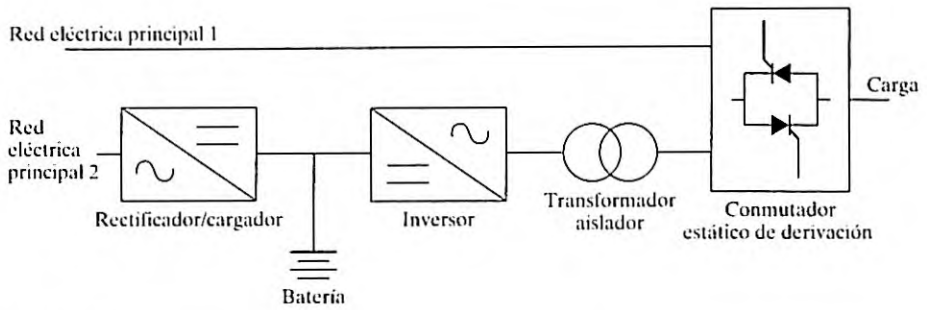 Red eléctrica principal 1
Red
eléctrica
principal 2
Rectificador/cargador
Batería
Inversor
Transformador
aislador
Conmutador
estático de derivación
Carga